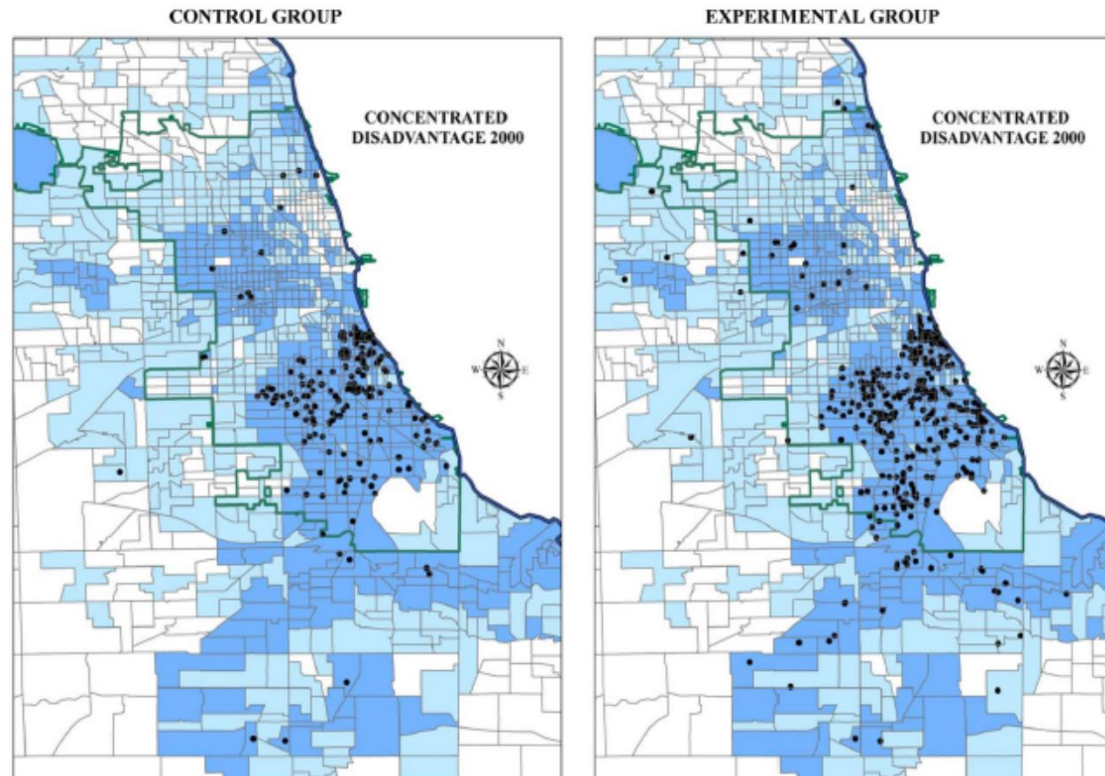 CONTROL GROUP
EXPERIMENTAL GROUP
CONCENTRATED
DISADVANTAGE 2000
CONCENTRATED
DISADVANTAGE 2000
N
W E
S
N
W E
S